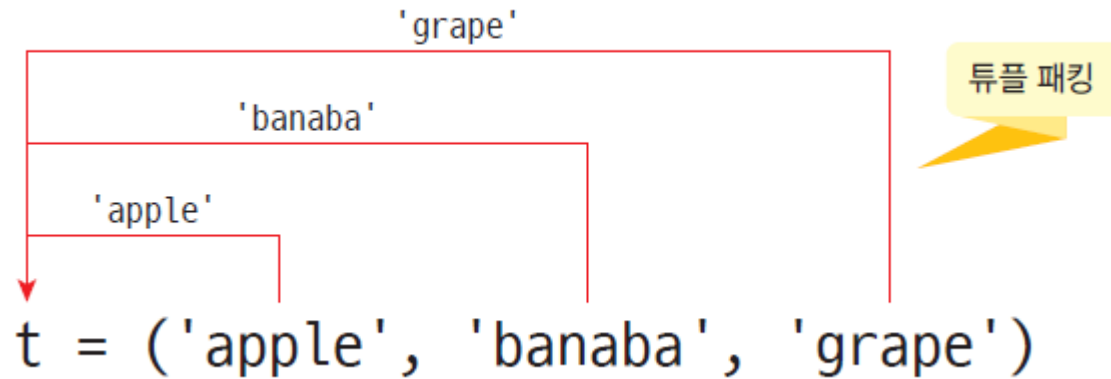 'grape'
튜플 패킹
'banaba'
'apple'
t = ('apple', 'banaba', 'grape')